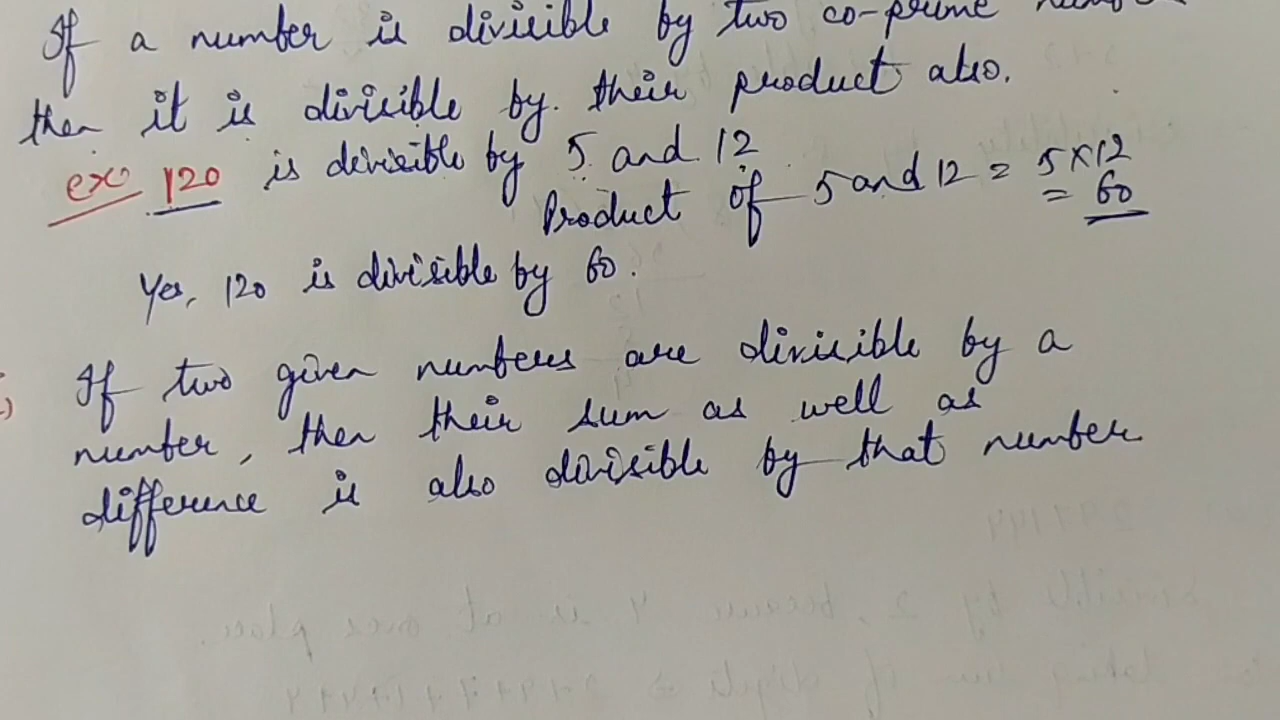 If a number is divisible by two co-prime
then it is divisible by their product also.
ex 120 is divisible by 5 and 12
Product of 5 and 12 = 5×12
= 60
Yes, 120 is divisible by 60.
If two given numbers are divisible by a
number, then their sum as well as
difference is also divisible by that number